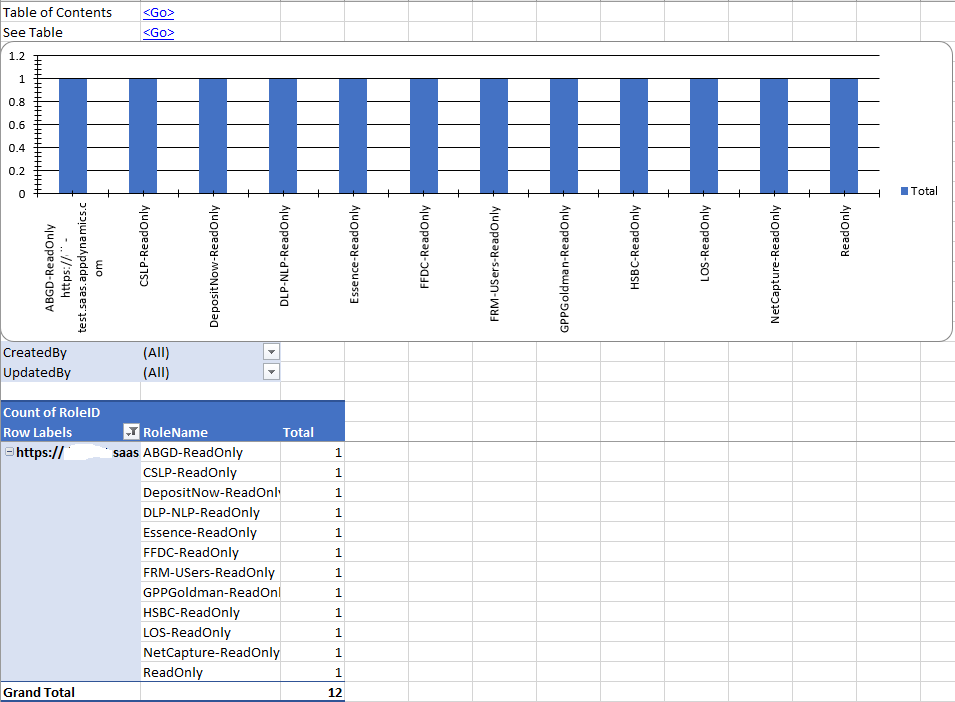 Table of Contents <Go>
See Table <Go>
1.2
1
0.8
0.6
0.4
0.2
0
ABGD-ReadOnly
https:// -
test.saas.appdynamics.c
om
CSLP-ReadOnly
DepositNow-ReadOnly
DLP-NLP-ReadOnly
Essence-ReadOnly
FFDC-ReadOnly
FRM-USers-ReadOnly
GPPGoldman-ReadOnly
HSBC-ReadOnly
LOS-ReadOnly
NetCapture-ReadOnly
ReadOnly
Total
CreatedBy (All)
UpdatedBy (All)
Count of RoleID
Row Labels RoleName Total
https:// saas ABGD-ReadOnly 1
CSLP-ReadOnly 1
DepositNow-ReadOnly 1
DLP-NLP-ReadOnly 1
Essence-ReadOnly 1
FFDC-ReadOnly 1
FRM-USers-ReadOnly 1
GPPGoldman-ReadOnl 1
HSBC-ReadOnly 1
LOS-ReadOnly 1
NetCapture-ReadOnly 1
ReadOnly 1
Grand Total 12